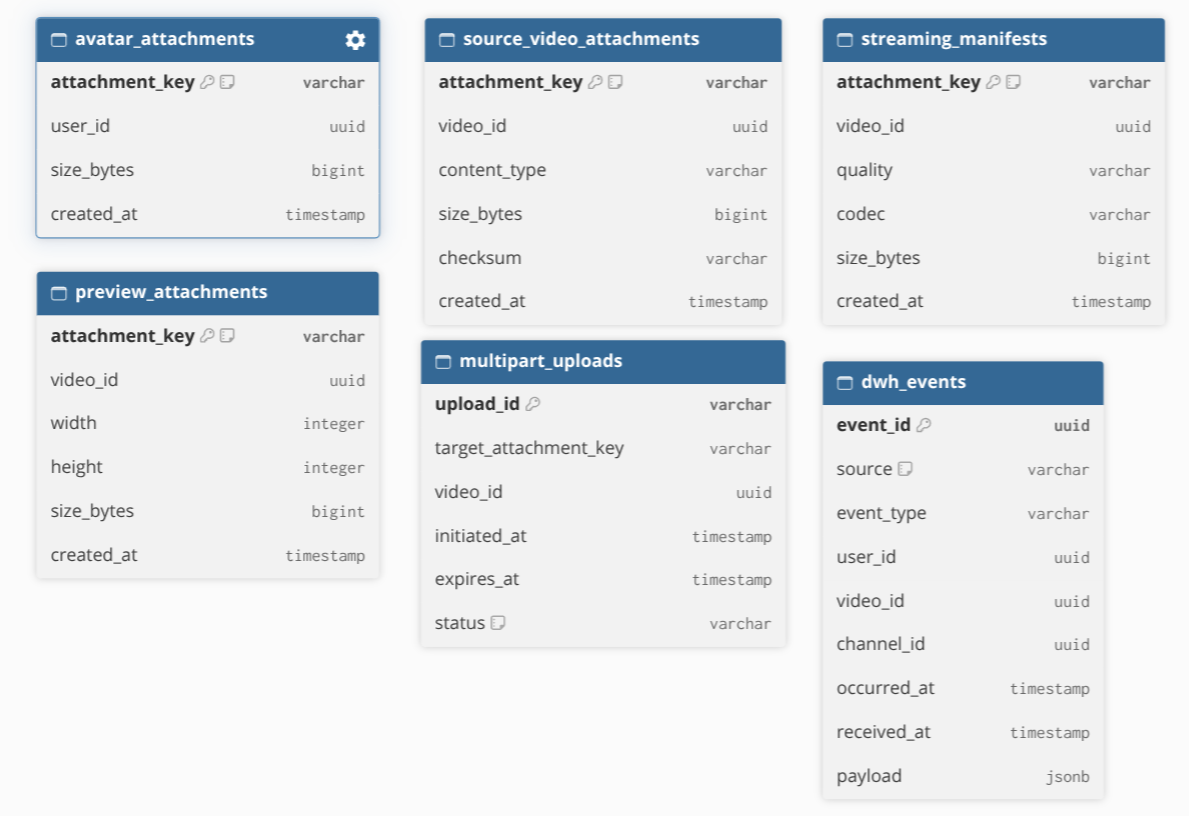 avatar_attachments
attachment_key varchar
user_id uuid
size_bytes bigint
created_at timestamp
preview_attachments
attachment_key varchar
video_id uuid
width integer
height integer
size_bytes bigint
created_at timestamp
source_video_attachments
attachment_key varchar
video_id uuid
content_type varchar
size_bytes bigint
checksum varchar
created_at timestamp
multipart_uploads
upload_id varchar
target_attachment_key varchar
video_id uuid
initiated_at timestamp
expires_at timestamp
status varchar
streaming_manifests
attachment_key varchar
video_id uuid
quality varchar
codec varchar
size_bytes bigint
created_at timestamp
dwh_events
event_id uuid
source varchar
event_type varchar
user_id uuid
video_id uuid
channel_id uuid
occurred_at timestamp
received_at timestamp
payload jsonb